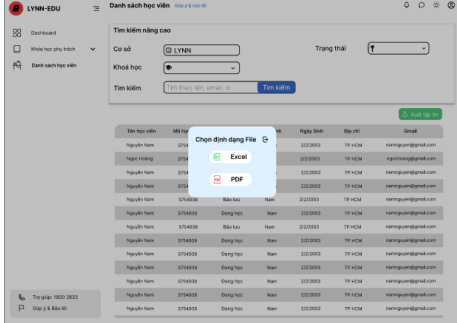 LYNN-EDU
Danh sách học viên Góp ý & báo lỗi
Dashboard
Khóa học phụ trách
Danh sách học viên
Tìm kiếm nâng cao
Cơ sở LYNN Trạng thái
Khoá học
Tìm kiếm Tìm theo tên, email, id Tìm kiếm
Xuất tập tin
Tên học viên Ngày Sinh Địa chỉ Gmail
Chọn định dạng File
Excel
PDF
Nguyễn Nam 2/2/2003 TP HCM namnguyen@gmail.com
Ngọc Hoàng 2/2/2003 TP HCM ngochoang@gmail.com
Nguyễn Nam 2/2/2003 TP HCM namnguyen@gmail.com
Nguyễn Nam 2/2/2003 TP HCM namnguyen@gmail.com
Nguyễn Nam 2/2/2003 TP HCM namnguyen@gmail.com
Nguyễn Nam 5754938 Bảo lưu Nam 2/2/2003 TP HCM namnguyen@gmail.com
Nguyễn Nam 5754938 Đang học Nam 2/2/2003 TP HCM namnguyen@gmail.com
Nguyễn Nam 5754938 Bảo lưu Nam 2/2/2003 TP HCM namnguyen@gmail.com
Nguyễn Nam 5754938 Đang học Nam 2/2/2003 TP HCM namnguyen@gmail.com
Nguyễn Nam 5754938 Đang học Nam 2/2/2003 TP HCM namnguyen@gmail.com
Nguyễn Nam 5754938 Đang học Nam 2/2/2003 TP HCM namnguyen@gmail.com
Nguyễn Nam 5754938 Đang học Nam 2/2/2003 TP HCM namnguyen@gmail.com
Nguyễn Nam 5754938 Đang học Nam 2/2/2003 TP HCM namnguyen@gmail.com
Nguyễn Nam 5754938 Đang học Nam 2/2/2003 TP HCM namnguyen@gmail.com
Trợ giúp: 1900 3833
Góp ý & Báo lỗi